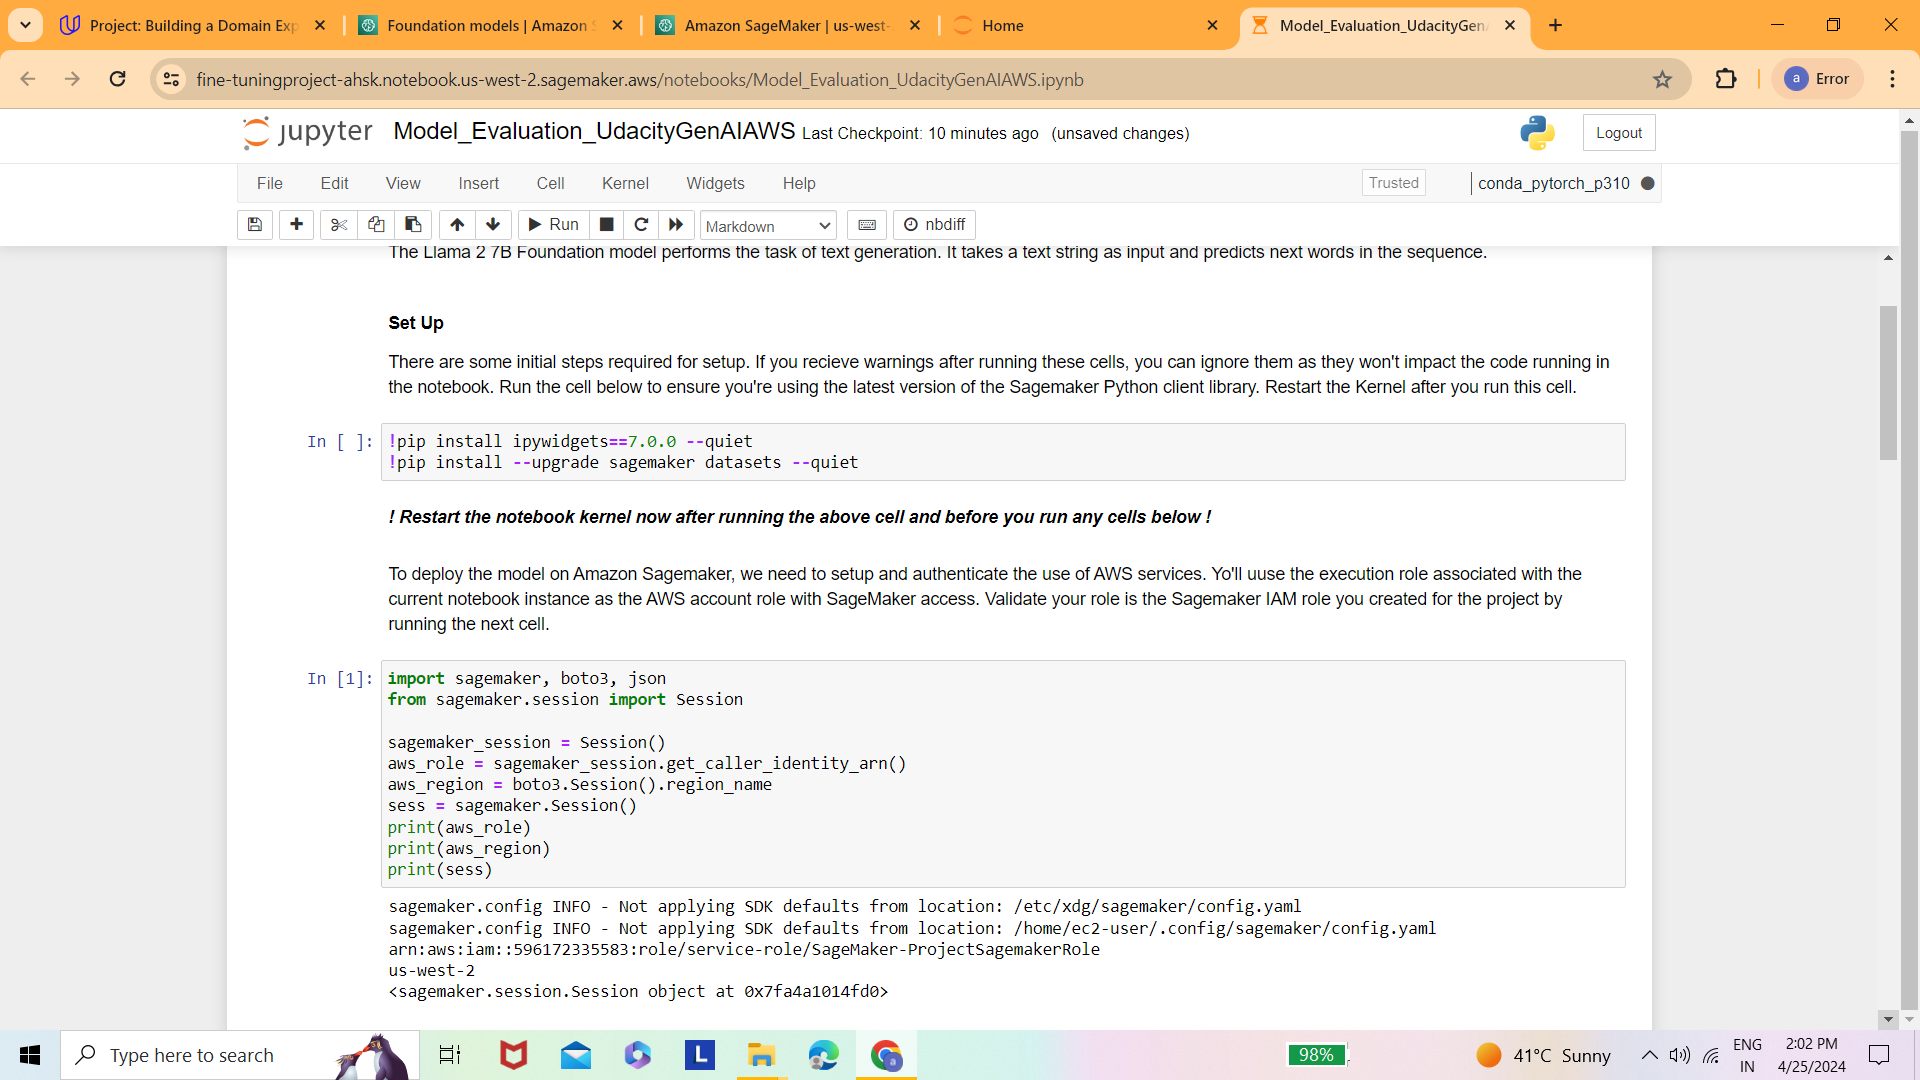 Project: Building a Domain Exp
Foundation models | Amazon S
Amazon SageMaker | us-west-
Home
Model_Evaluation_UdacityGenA
fine-tuningproject-ahsk.notebook.us-west-2.sagemaker.aws/notebooks/Model_Evaluation_UdacityGenAIAWS.ipynb
a Error
jupyter Model_Evaluation_UdacityGenAIAWS Last Checkpoint: 10 minutes ago (unsaved changes)
Logout
File Edit View Insert Cell Kernel Widgets Help
Trusted
conda_pytorch_p310
Run Markdown nbdiff
The Llama 2 7B Foundation model performs the task of text generation. It takes a text string as input and predicts next words in the sequence.
Set Up
There are some initial steps required for setup. If you recieve warnings after running these cells, you can ignore them as they won't impact the code running in
the notebook. Run the cell below to ensure you're using the latest version of the Sagemaker Python client library. Restart the Kernel after you run this cell.
In [ ]: !pip install ipywidgets==7.0.0 --quiet
!pip install --upgrade sagemaker datasets --quiet
! Restart the notebook kernel now after running the above cell and before you run any cells below !
To deploy the model on Amazon Sagemaker, we need to setup and authenticate the use of AWS services. Yo'll uuse the execution role associated with the
current notebook instance as the AWS account role with SageMaker access. Validate your role is the Sagemaker IAM role you created for the project by
running the next cell.
In [1]: import sagemaker, boto3, json
from sagemaker.session import Session
sagemaker_session = Session()
aws_role = sagemaker_session.get_caller_identity_arn()
aws_region = boto3.Session().region_name
sess = sagemaker.Session()
print(aws_role)
print(aws_region)
print(sess)
sagemaker.config INFO - Not applying SDK defaults from location: /etc/xdg/sagemaker/config.yaml
sagemaker.config INFO - Not applying SDK defaults from location: /home/ec2-user/.config/sagemaker/config.yaml
arn:aws:iam::596172335583:role/service-role/SageMaker-ProjectSagemakerRole
us-west-2
<sagemaker.session.Session object at 0x7fa4a1014fd0>
Type here to search
L
98%
41°C Sunny
ENG
IN
2:02 PM
4/25/2024